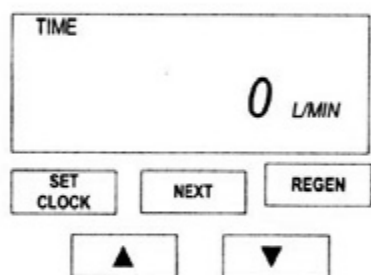 TIME
0 L/MIN
SET
CLOCK
NEXT
REGEN
▲
▼